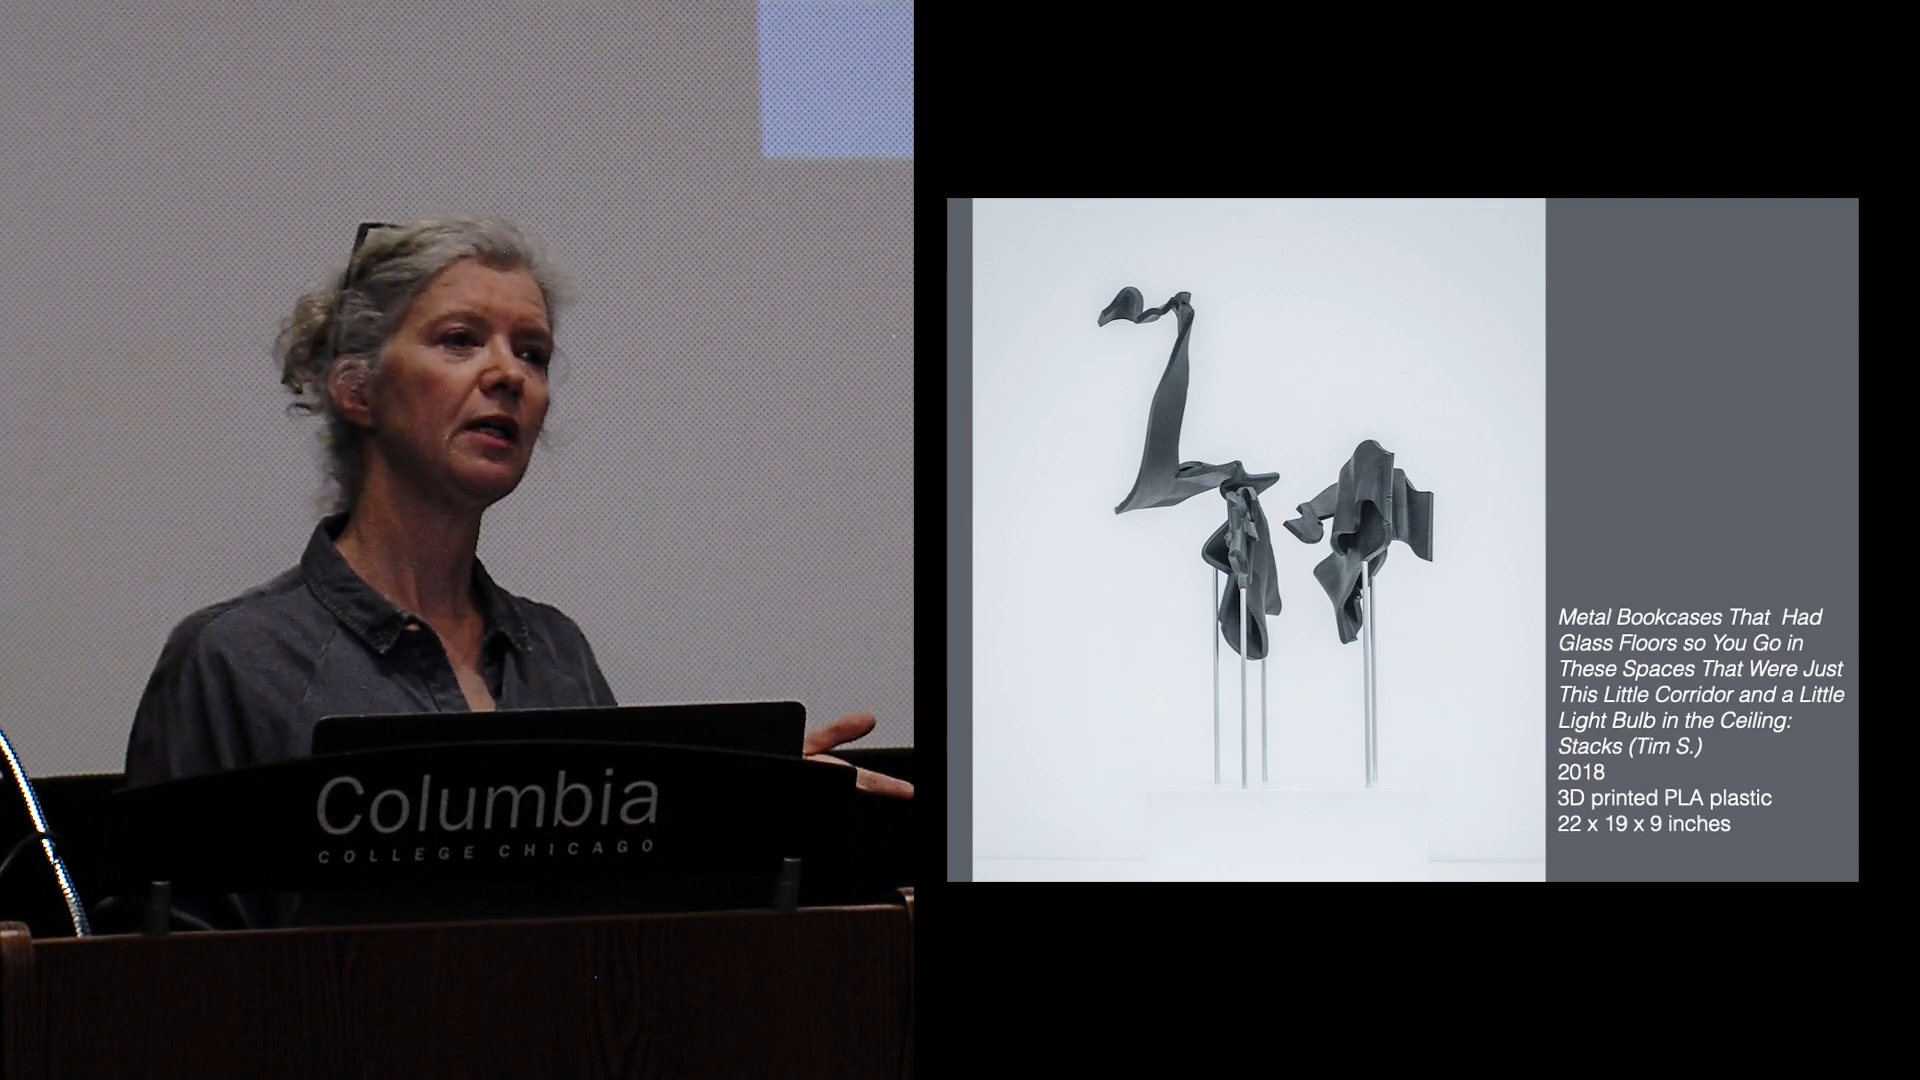 Columbia
COLLEGE CHICAGO
Metal Bookcases That  Had
Glass Floors so You Go in
These Spaces That Were Just
This Little Corridor and a Little
Light Bulb in the Ceiling:
Stacks (Tim S.)
2018
3D printed PLA plastic
22 x 19 x 9 inches